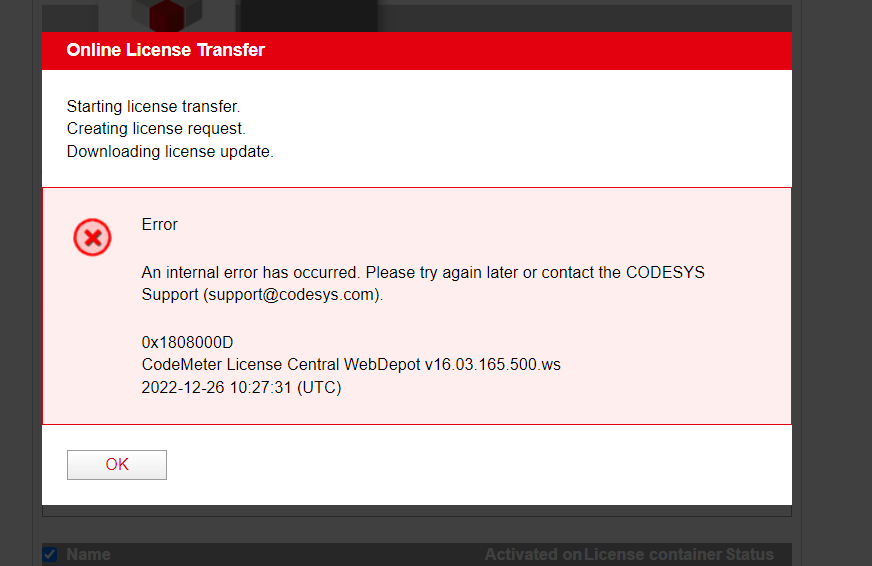 Online License Transfer
Starting license transfer.
Creating license request.
Downloading license update.
Error
An internal error has occurred. Please try again later or contact the CODESYS
Support (support@codesys.com).
0x1808000D
CodeMeter License Central WebDepot v16.03.165.500.ws
2022-12-26 10:27:31 (UTC)
OK
Name Activated on License container Status